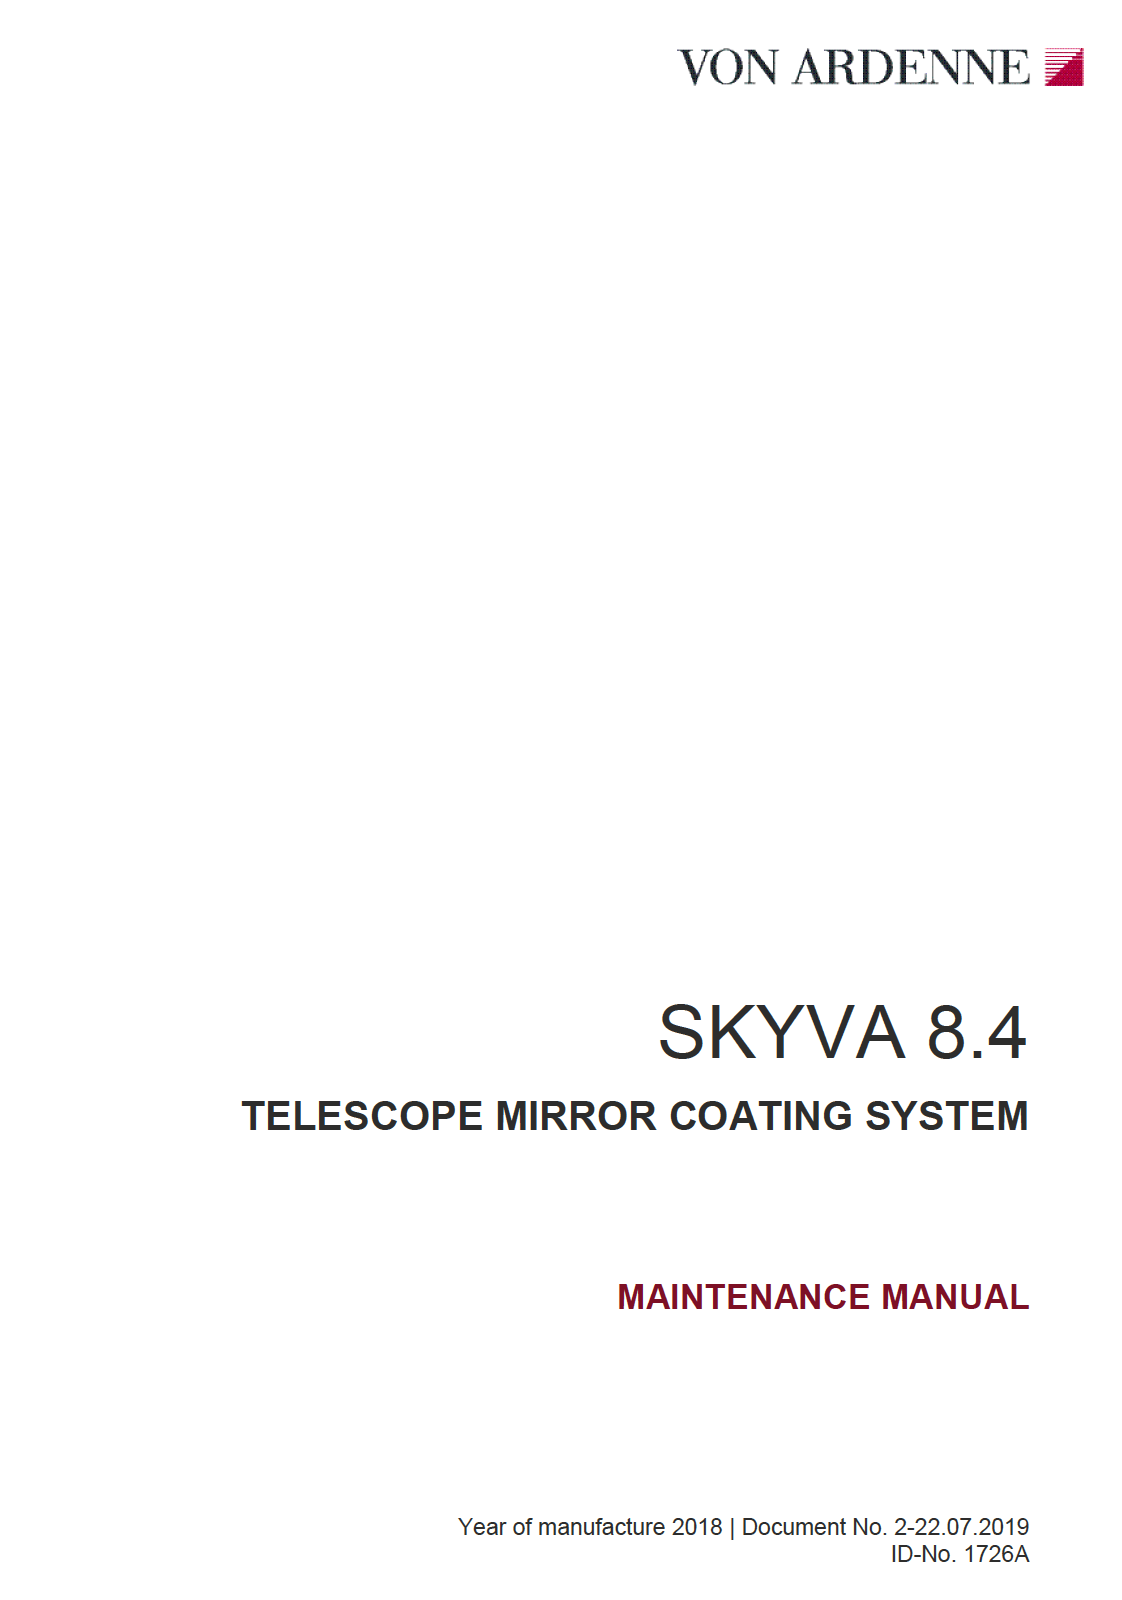 VON ARDENNE
SKYVA 8.4
TELESCOPE MIRROR COATING SYSTEM
MAINTENANCE MANUAL
Year of manufacture 2018 | Document No. 2-22.07.2019
ID-No. 1726A